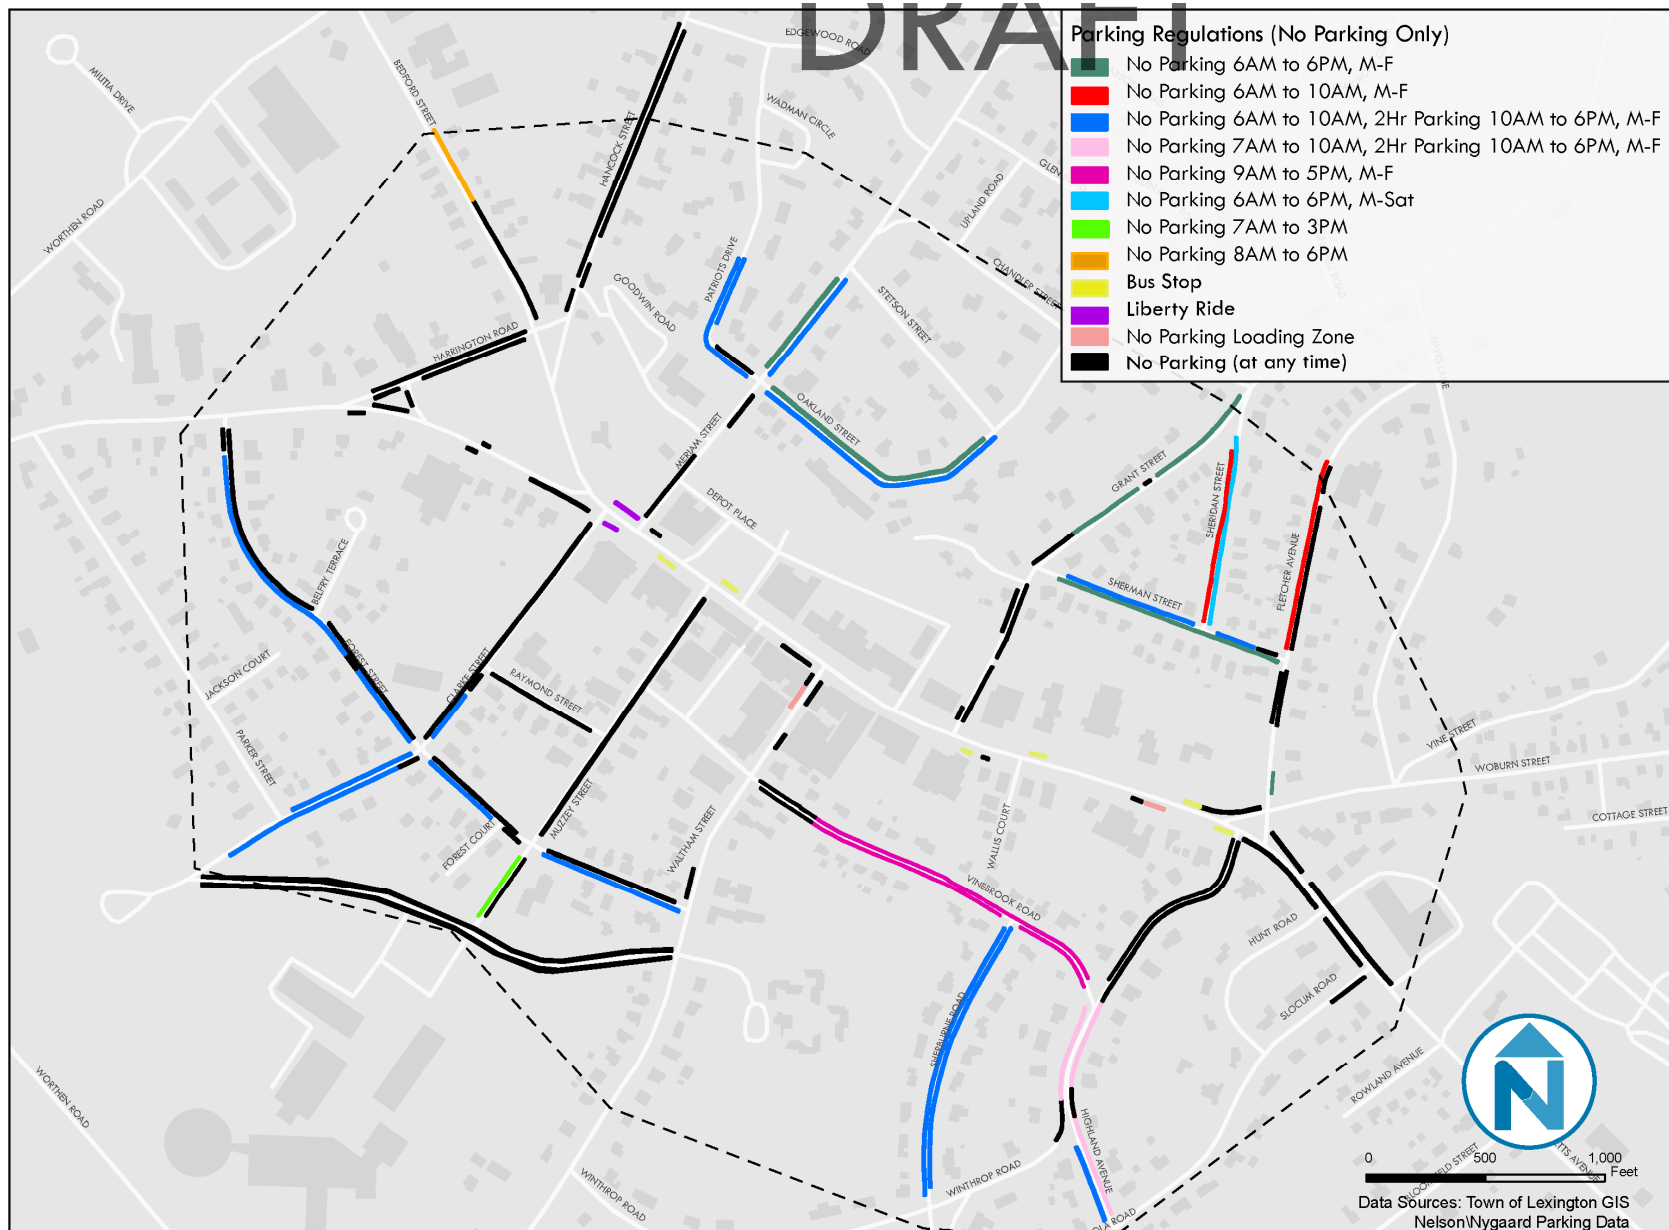 DRAFT
Parking Regulations (No Parking Only)
No Parking 6AM to 6PM, M-F
No Parking 6AM to 10AM, M-F
No Parking 6AM to 10AM, 2Hr Parking 10AM to 6PM, M-F
No Parking 7AM to 10AM, 2Hr Parking 10AM to 6PM, M-F
No Parking 9AM to 5PM, M-F
No Parking 6AM to 6PM, M-Sat
No Parking 7AM to 3PM
No Parking 8AM to 6PM
Bus Stop
Liberty Ride
No Parking Loading Zone
No Parking (at any time)
EDGEWOOD ROAD
MILITIA DRIVE
BEDFORD STREET
WADMAN CIRCLE
HANCOCK STREET
UPLAND ROAD
WORTHEN ROAD
PATRIOTS DRIVE
CHANDLER STREET
GOODWIN ROAD
STETSON STREET
HARRINGTON ROAD
OAKLAND STREET
MERIAM STREET
GRANT STREET
SHERIDAN STREET
DEPOT PLACE
FLETCHER AVENUE
BELFRY TERRACE
SHERMAN STREET
FOREST STREET
JACKSON COURT
CLARKE STREET
RAYMOND STREET
PARKER STREET
VINE STREET
WOBURN STREET
MUZZEY STREET
COTTAGE STREET
FOREST COURT
WALTHAM STREET
WALLIS COURT
VINEBROOK ROAD
HUNT ROAD
SLOCUM ROAD
SHERBURNE ROAD
ROWLAND AVENUE
WORTHEN ROAD
HIGHLAND AVENUE
WINTHROP ROAD
WINTHROP ROAD
N
0 500 1,000
Feet
Data Sources: Town of Lexington GIS
Nelson\Nygaard Parking Data